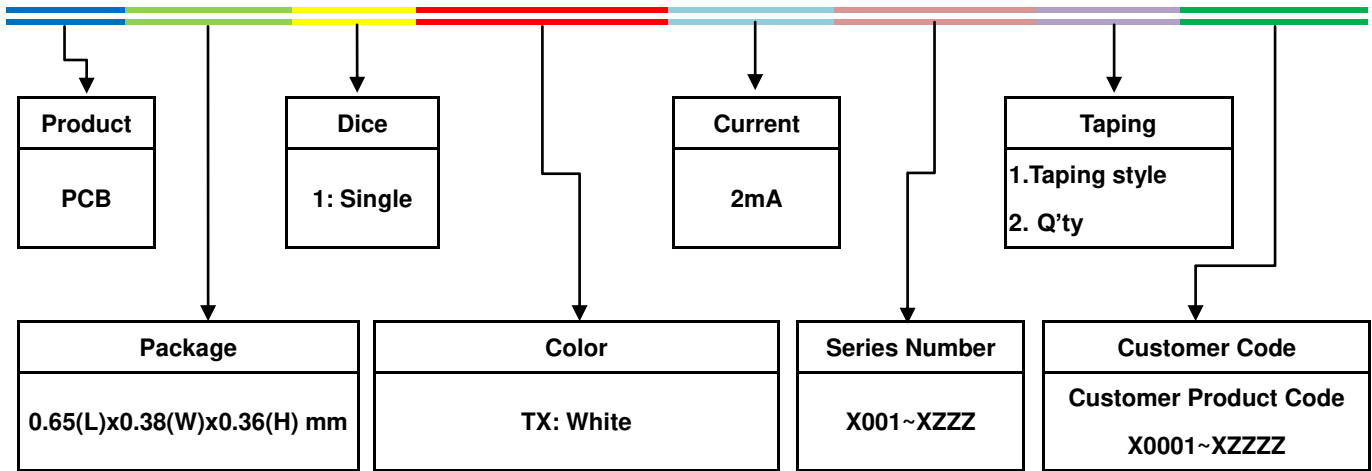 Product
PCB
Dice
1: Single
Current
2mA
Taping
1.Taping style
2. Q'ty
Package
0.65(L)x0.38(W)x0.36(H) mm
Color
TX: White
Series Number
X001~XZZZ
Customer Code
Customer Product Code
X0001~XZZZZ